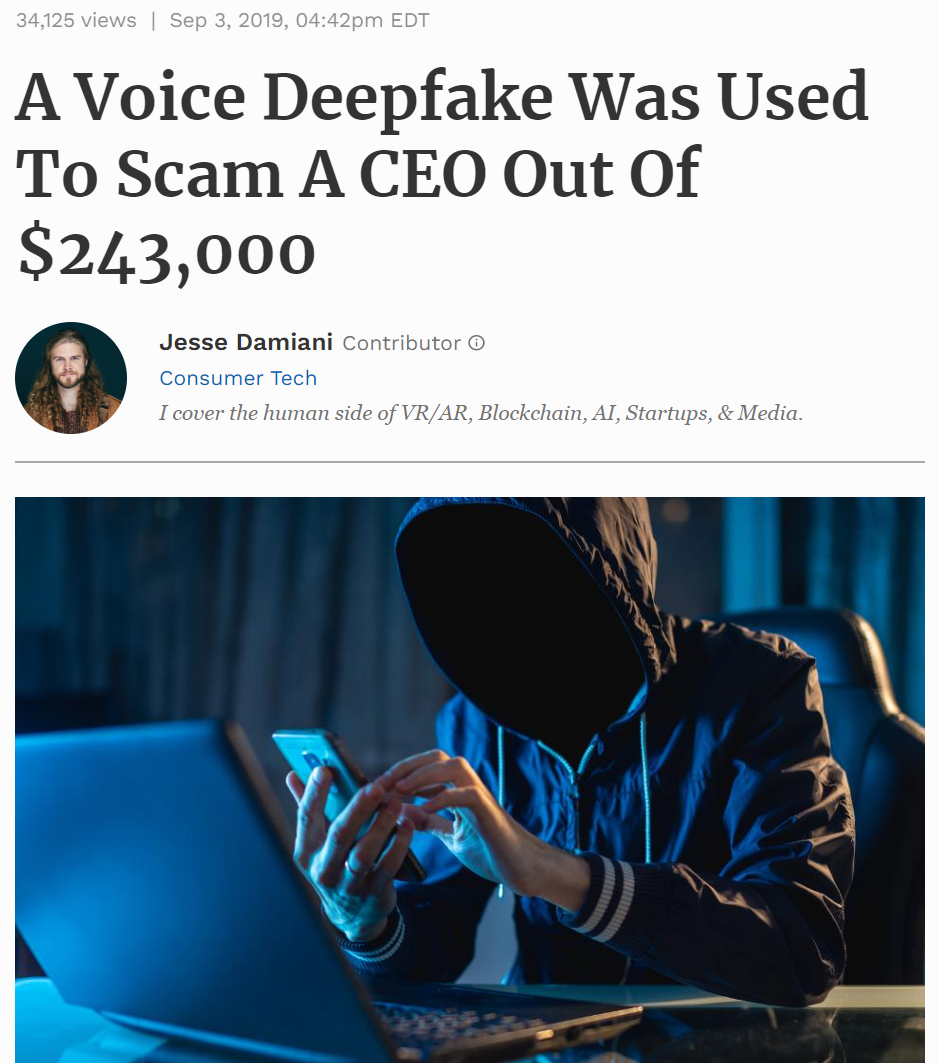 34,125 views | Sep 3, 2019, 04:42pm EDT
A Voice Deepfake Was Used
To Scam A CEO Out Of
$243,000
Jesse Damiani Contributor ⓘ
Consumer Tech
I cover the human side of VR/AR, Blockchain, AI, Startups, & Media.